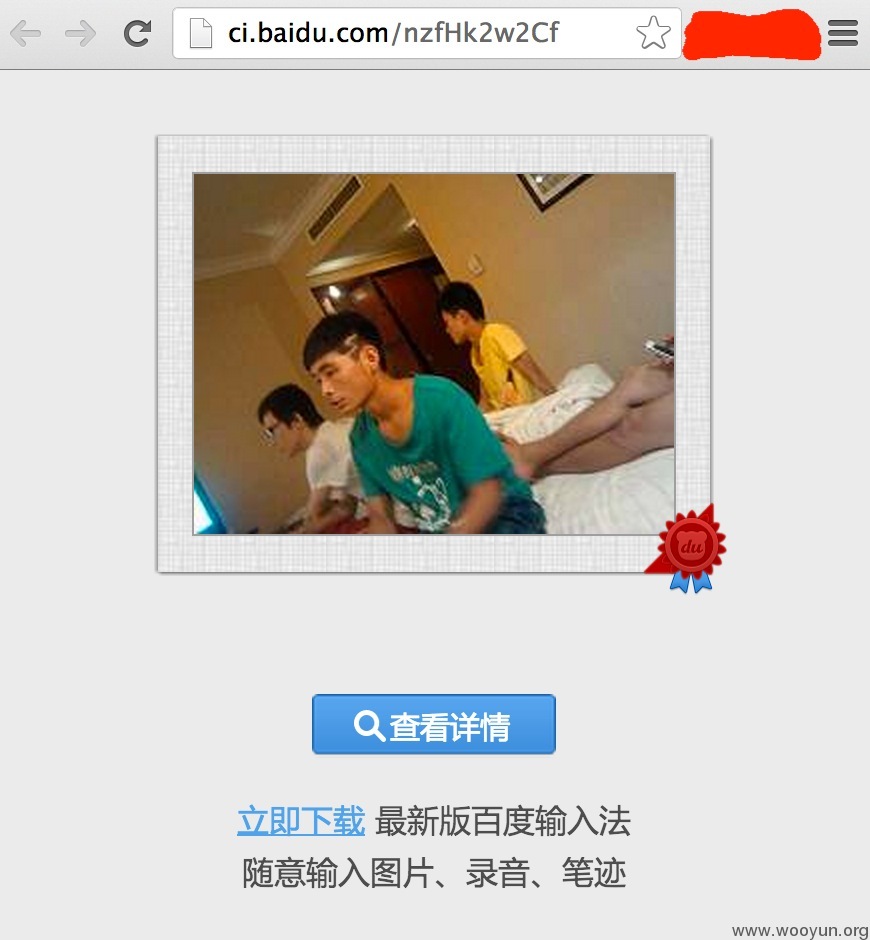 ci.baidu.com/nzfHk2w2Cf
du
查看详情
立即下载 最新版百度输入法
随意输入图片、录音、笔迹
www.wooyun.org